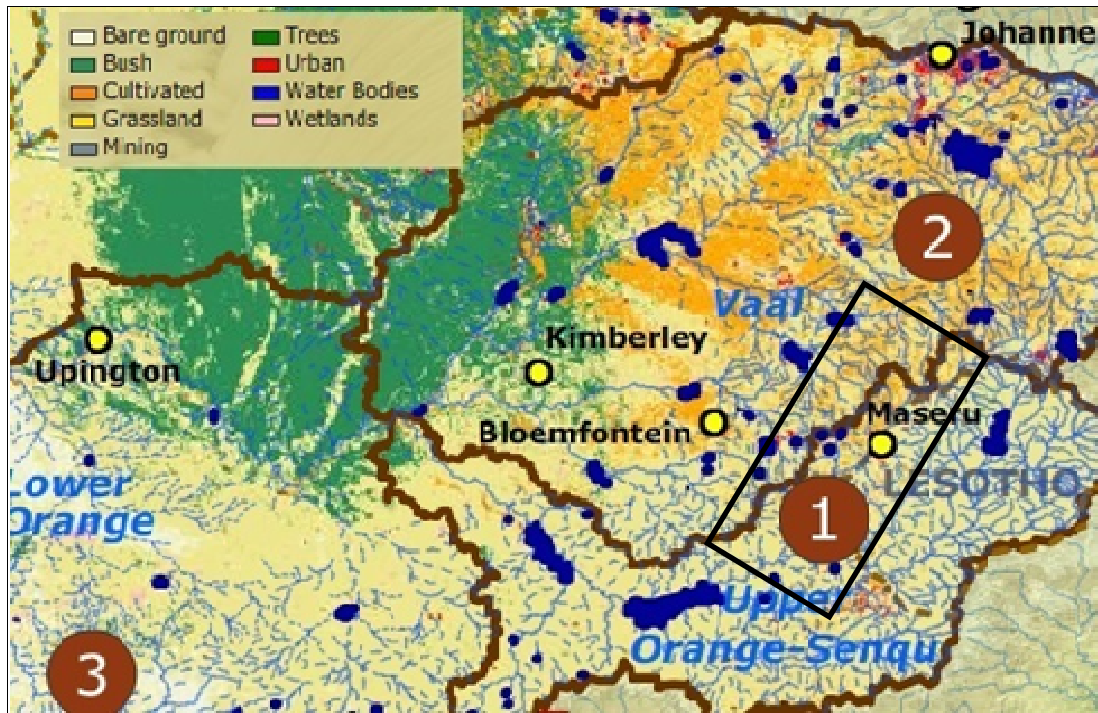 Johanne
Bare ground
Trees
Bush
Urban
Cultivated
Water Bodies
Grassland
Wetlands
Mining
2
Vaal
Kimberley
Upington
Maseru
Bloemfontein
LESOTHO
Lower
Orange
1
Upper
Orange-Senqu
3